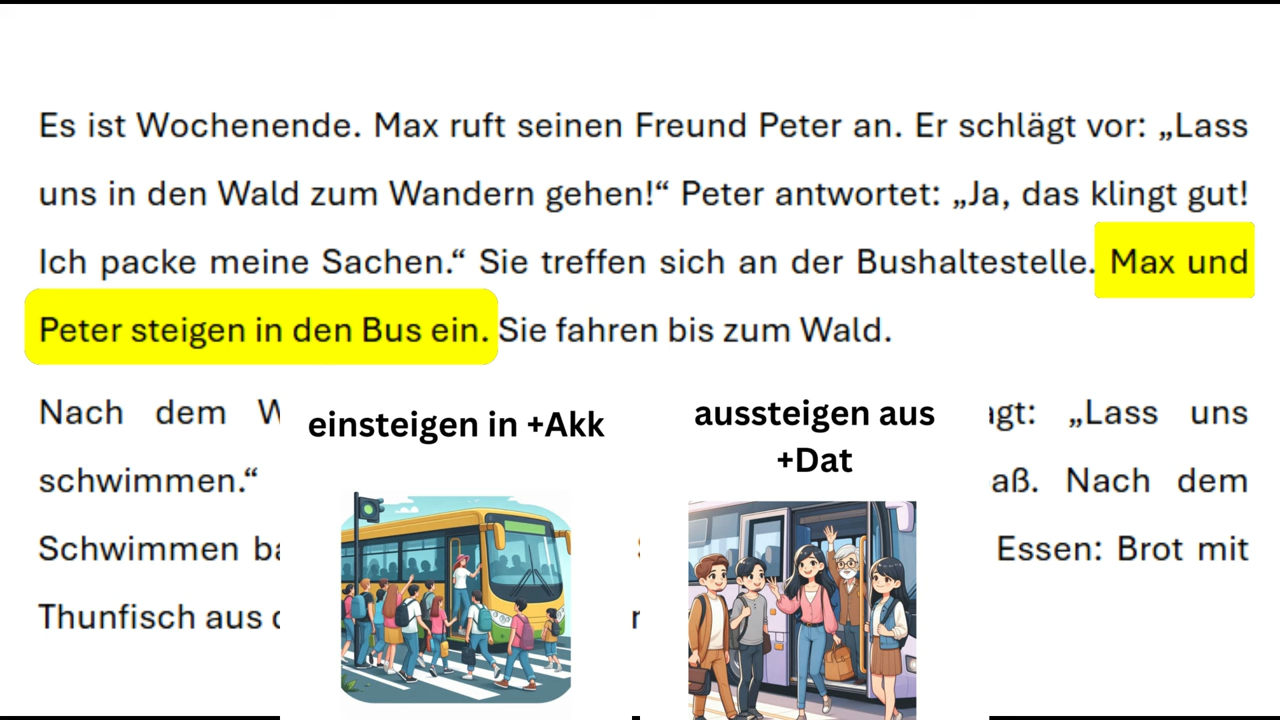 Es ist Wochenende. Max ruft seinen Freund Peter an. Er schlägt vor: „Lass
uns in den Wald zum Wandern gehen!“ Peter antwortet: „Ja, das klingt gut!
Ich packe meine Sachen.“ Sie treffen sich an der Bushaltestelle. Max und
Peter steigen in den Bus ein. Sie fahren bis zum Wald.
Nach dem „Lass uns
schwimmen.“ Nach dem
Schwimmen Essen: Brot mit
Thunfisch aus
einsteigen in +Akk
aussteigen aus
+Dat